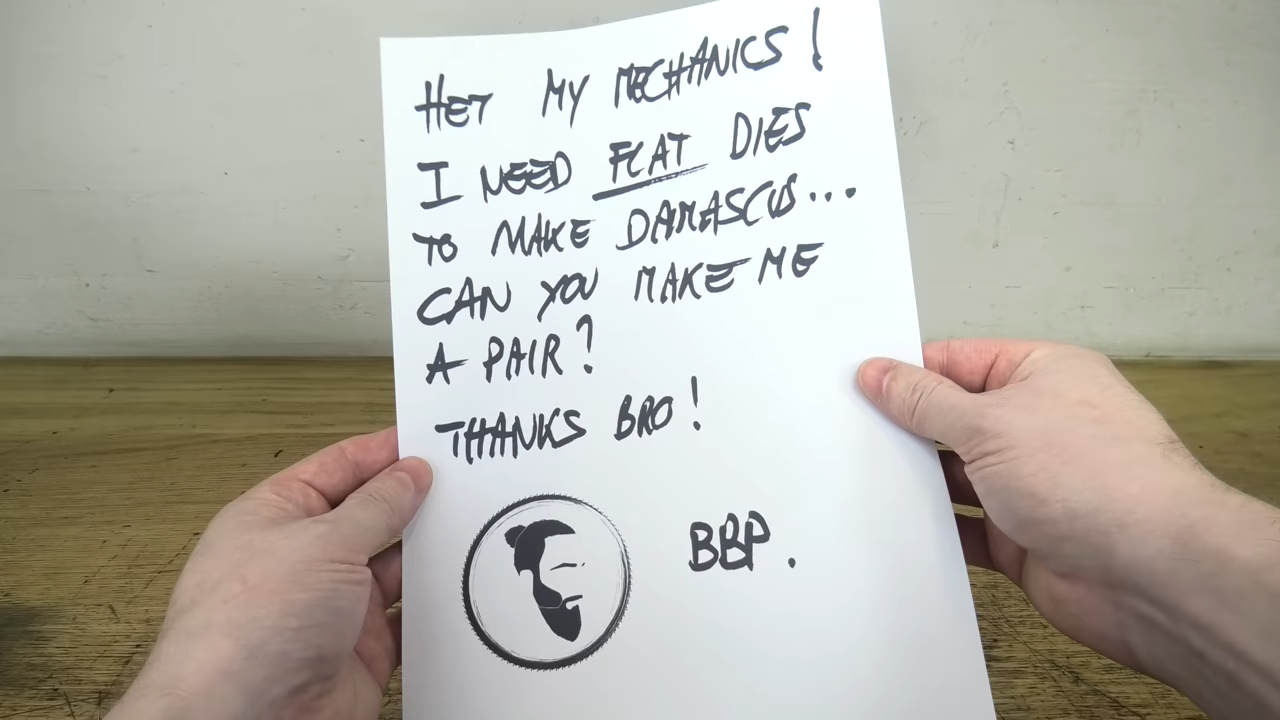 HEY MY MECHANICS!
I NEED FLAT DIES
TO MAKE DAMASCUS...
CAN YOU MAKE ME
A PAIR?
THANKS BRO!
BBP.